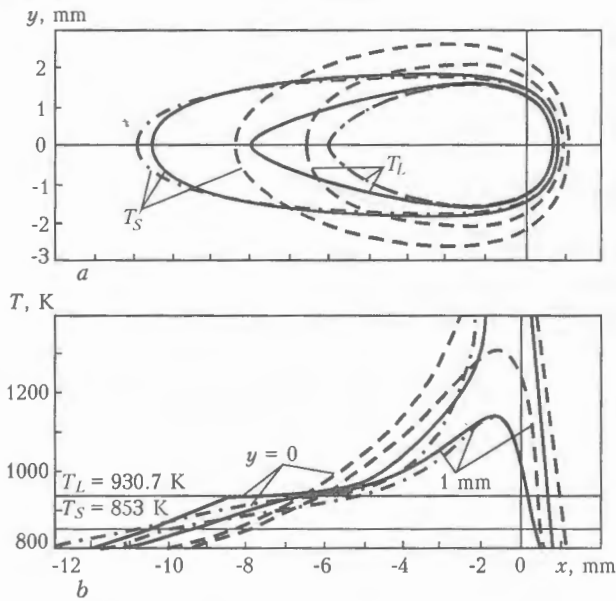 y, mm
2
1
0
-1
-2
-3
T_S
T_L
a
T, K
1200
1000
800
y = 0
1 mm
T_L = 930.7 K
T_S = 853 K
-12 -10 -8 -6 -4 -2 0 x, mm
b